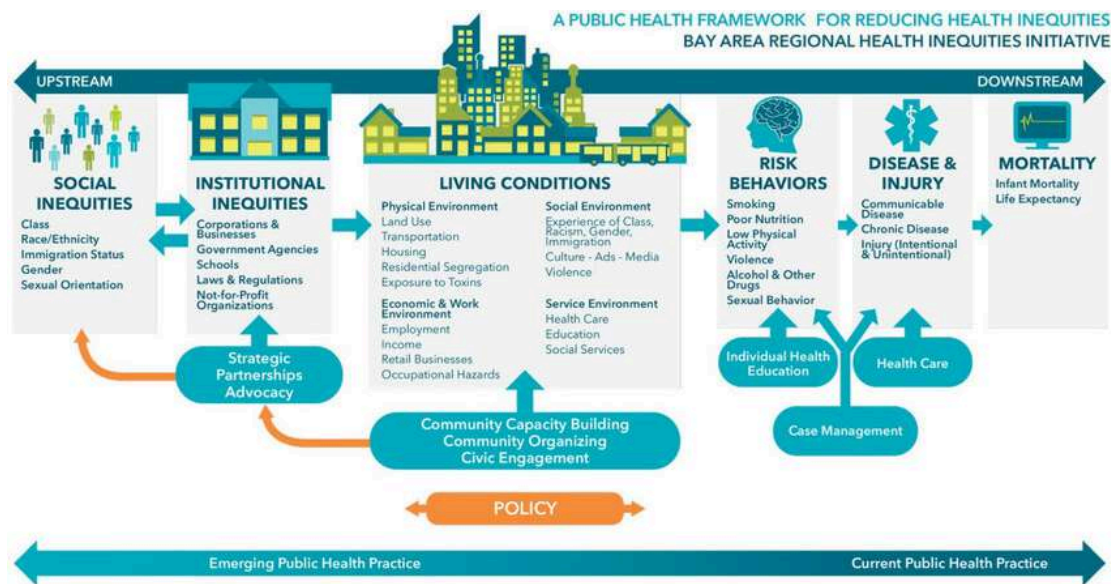 A PUBLIC HEALTH FRAMEWORK FOR REDUCING HEALTH INEQUITIES
BAY AREA REGIONAL HEALTH INEQUITIES INITIATIVE
UPSTREAM
DOWNSTREAM
SOCIAL
INEQUITIES
Class
Race/Ethnicity
Immigration Status
Gender
Sexual Orientation
INSTITUTIONAL
INEQUITIES
Corporations &
Businesses
Government Agencies
Schools
Laws & Regulations
Not-for-Profit
Organizations
LIVING CONDITIONS
Physical Environment
Land Use
Transportation
Housing
Residential Segregation
Exposure to Toxins
Economic & Work
Environment
Employment
Income
Retail Businesses
Occupational Hazards
Social Environment
Experience of Class,
Racism, Gender,
Immigration
Culture - Ads - Media
Violence
Service Environment
Health Care
Education
Social Services
RISK
BEHAVIORS
Smoking
Poor Nutrition
Low Physical
Activity
Violence
Alcohol & Other
Drugs
Sexual Behavior
DISEASE &
INJURY
Communicable
Disease
Chronic Disease
Injury (Intentional
& Unintentional)
MORTALITY
Infant Mortality
Life Expectancy
Strategic
Partnerships
Advocacy
Community Capacity Building
Community Organizing
Civic Engagement
Individual Health
Education
Health Care
Case Management
POLICY
Emerging Public Health Practice
Current Public Health Practice